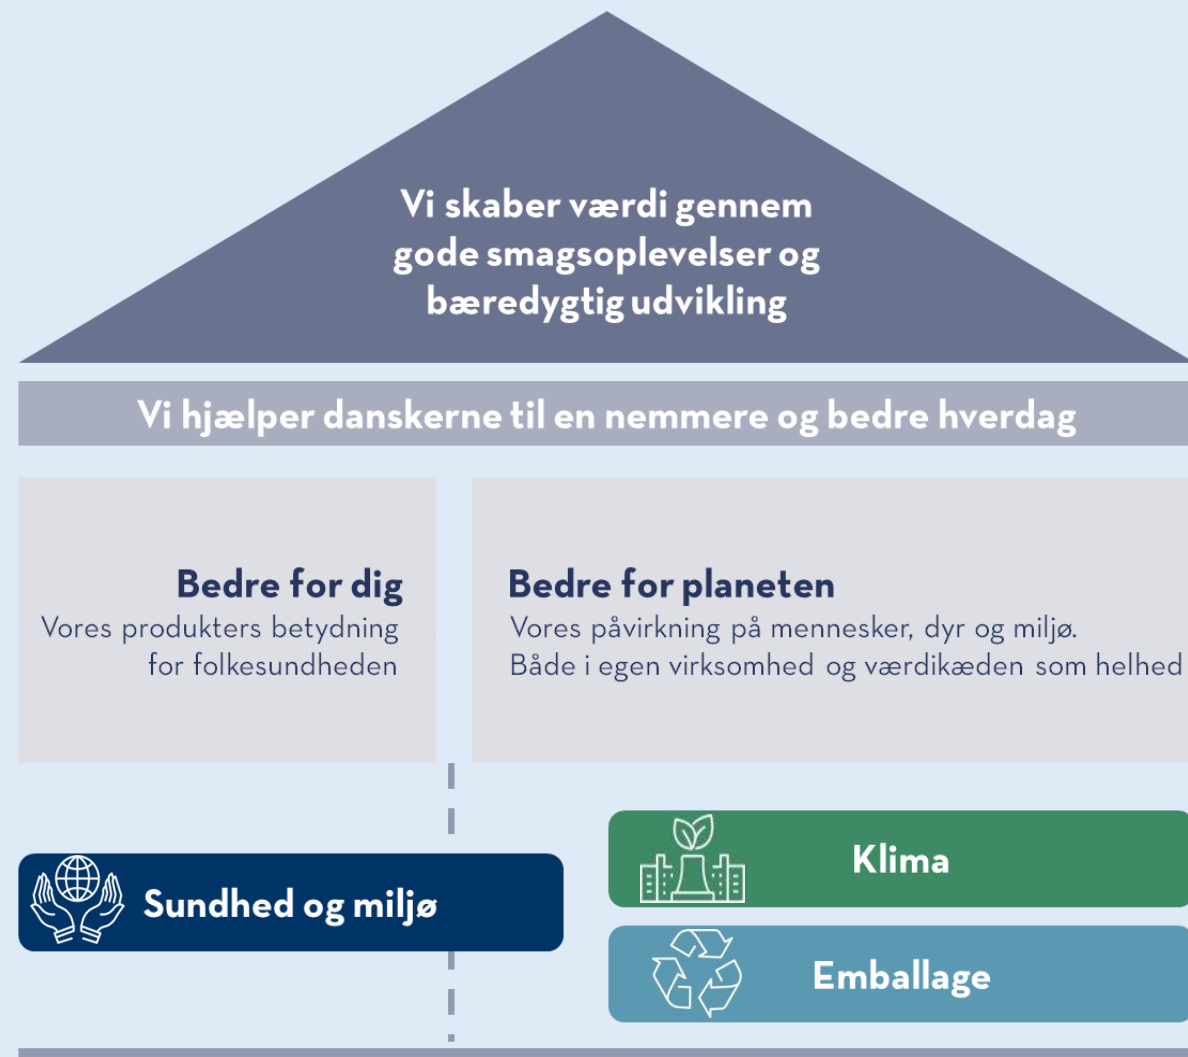 Vi skaber værdi gennem
gode smagsoplevelser og
bæredygtig udvikling
Vi hjælper danskerne til en nemmere og bedre hverdag
Bedre for dig
Vores produkters betydning
for folkesundheden
Bedre for planeten
Vores påvirkning på mennesker, dyr og miljø.
Både i egen virksomhed og værdikæden som helhed
Sundhed og miljø
Klima
Emballage